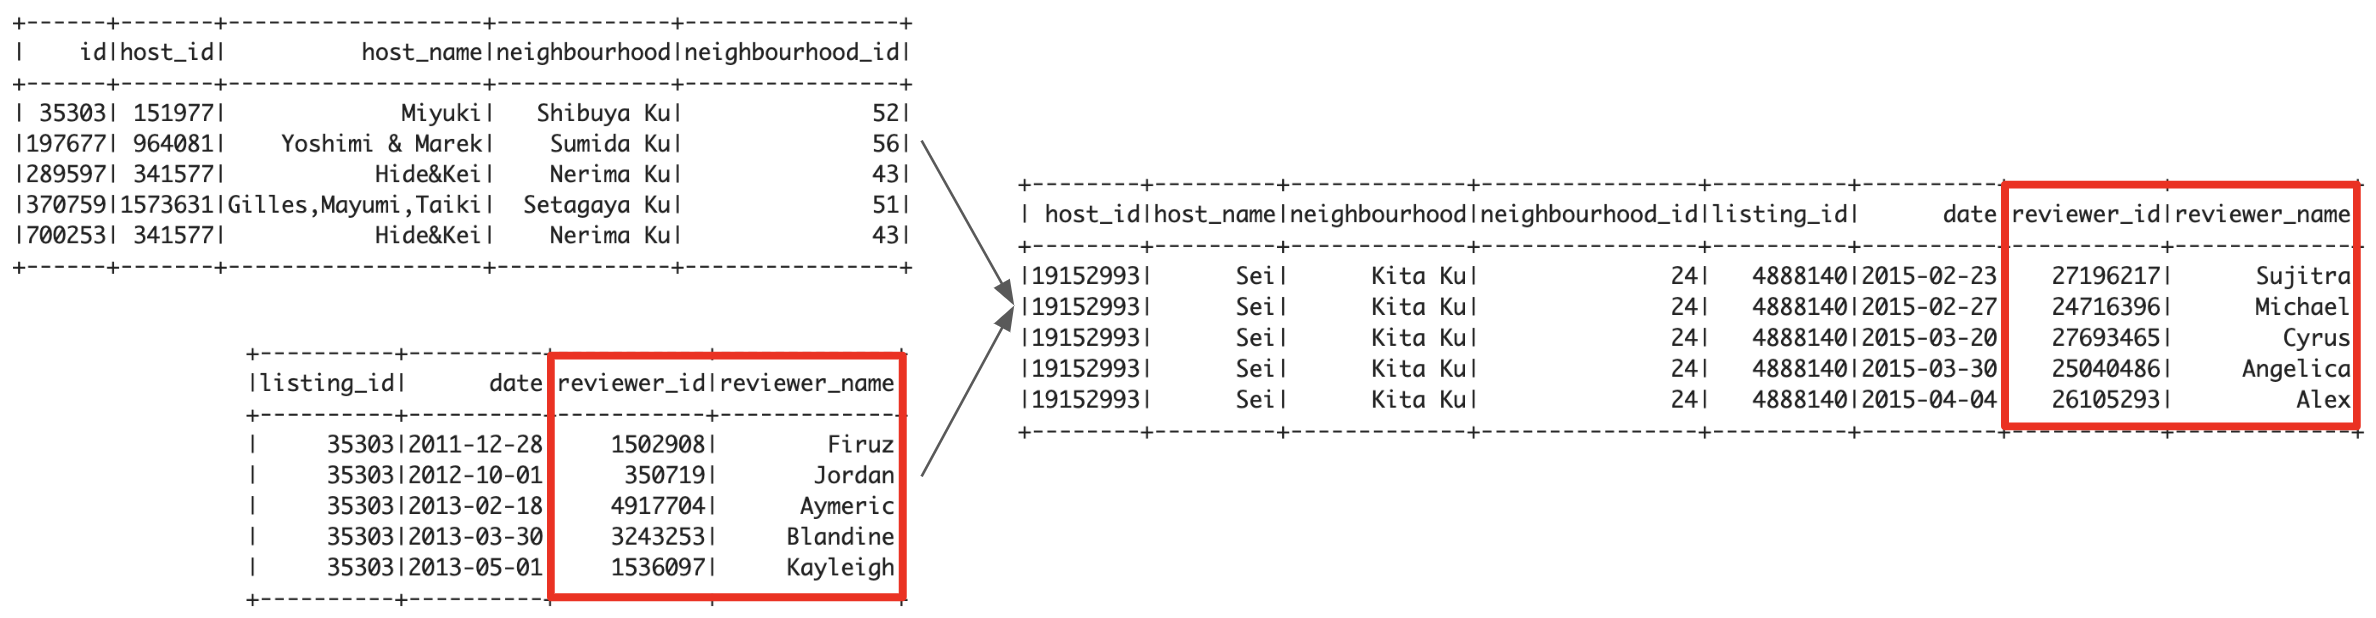 +------+-------+-------------------+-------------+----------------+
|    id|host_id|          host_name|neighbourhood|neighbourhood_id|
+------+-------+-------------------+-------------+----------------+
| 35303| 151977|             Miyuki|   Shibuya Ku|              52|
|197677| 964081|    Yoshimi & Marek|    Sumida Ku|              56|
|289597| 341577|           Hide&Kei|    Nerima Ku|              43|
|370759|1573631|Gilles,Mayumi,Taiki|  Setagaya Ku|              51|
|700253| 341577|           Hide&Kei|    Nerima Ku|              43|
+------+-------+-------------------+-------------+----------------+
+----------+----------+-----------+-------------+
|listing_id|      date|reviewer_id|reviewer_name|
+----------+----------+-----------+-------------+
|     35303|2011-12-28|    1502908|        Firuz|
|     35303|2012-10-01|     350719|       Jordan|
|     35303|2013-02-18|    4917704|      Aymeric|
|     35303|2013-03-30|    3243253|     Blandine|
|     35303|2013-05-01|    1536097|     Kayleigh|
+----------+----------+-----------+-------------+
+--------+---------+-------------+----------------+----------+----------+-----------+-------------+
| host_id|host_name|neighbourhood|neighbourhood_id|listing_id|      date|reviewer_id|reviewer_name|
+--------+---------+-------------+----------------+----------+----------+-----------+-------------+
|19152993|      Sei|      Kita Ku|              24|   4888140|2015-02-23|   27196217|      Sujitra|
|19152993|      Sei|      Kita Ku|              24|   4888140|2015-02-27|   24716396|      Michael|
|19152993|      Sei|      Kita Ku|              24|   4888140|2015-03-20|   27693465|        Cyrus|
|19152993|      Sei|      Kita Ku|              24|   4888140|2015-03-30|   25040486|     Angelica|
|19152993|      Sei|      Kita Ku|              24|   4888140|2015-04-04|   26105293|         Alex|
+--------+---------+-------------+----------------+----------+----------+-----------+-------------+